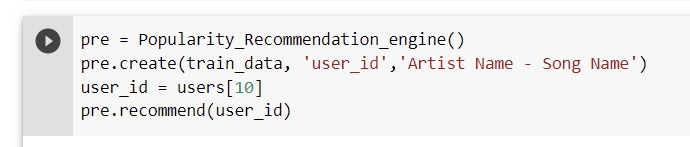 pre = Popularity_Recommendation_engine()
pre.create(train_data, 'user_id','Artist Name - Song Name')
user_id = users[10]
pre.recommend(user_id)